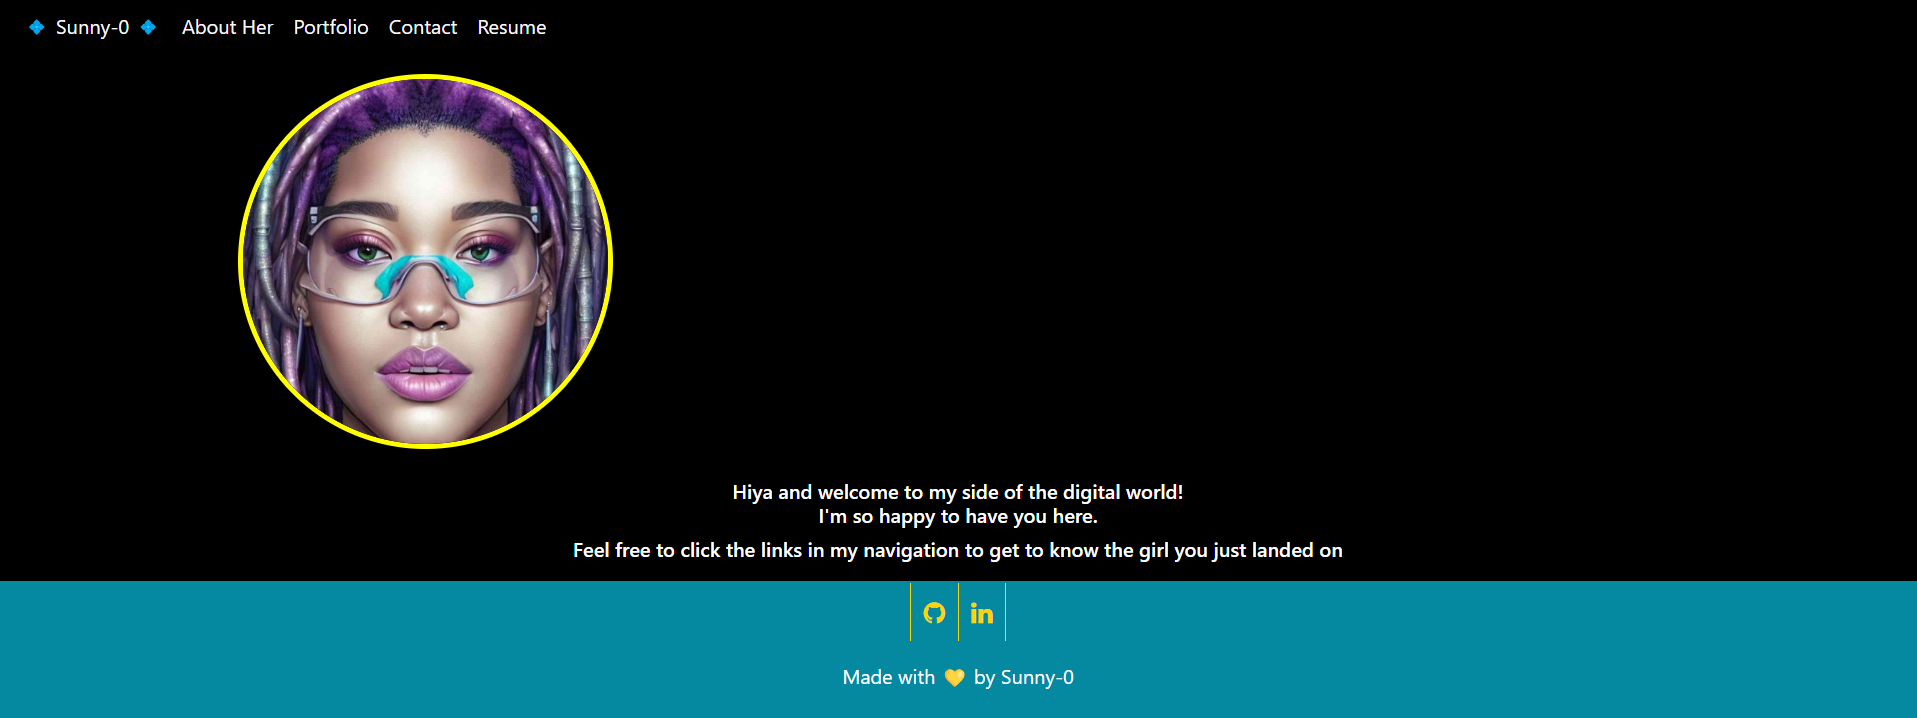 Sunny-0 About Her Portfolio Contact Resume
Hiya and welcome to my side of the digital world!
I'm so happy to have you here.
Feel free to click the links in my navigation to get to know the girl you just landed on
in
Made with 💛 by Sunny-0